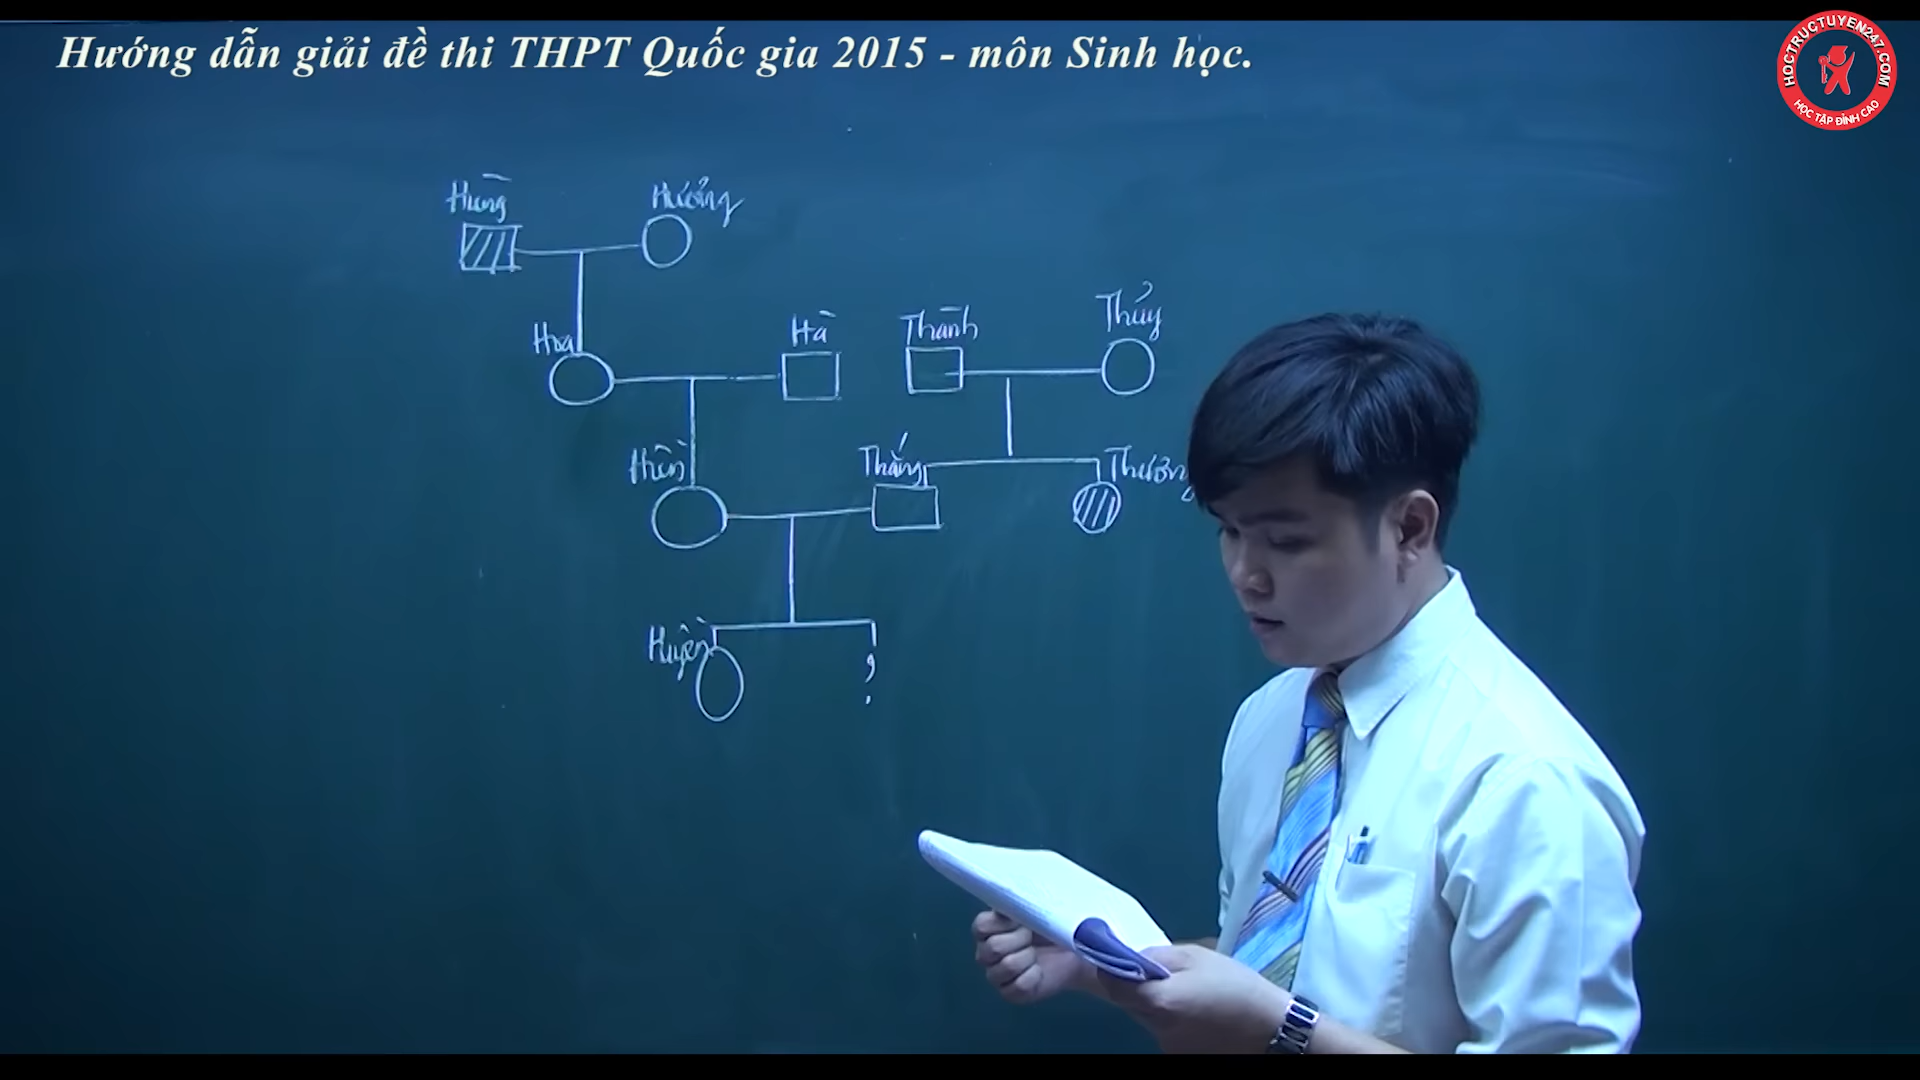 Hướng dẫn giải đề thi THPT Quốc gia 2015 - môn Sinh học.
HOCTRUCTUYEN247.COM
HỌC TẬP ĐỈNH CAO
Hùng
Hưởng
Hoa
Hà
Thành
Thủy
Hiền
Thắng
Thương
Huyền
?